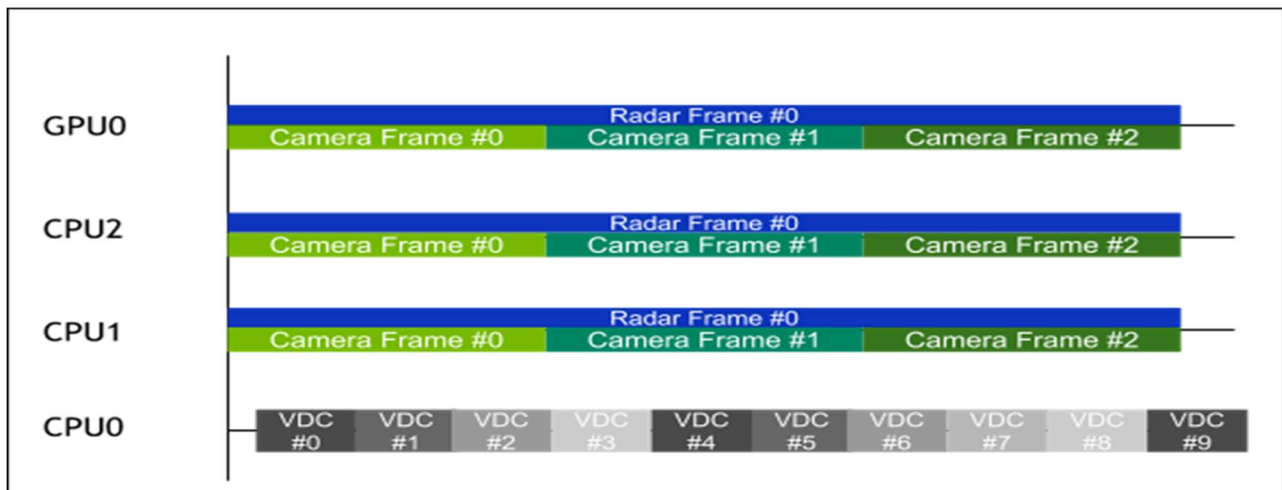 GPU0
Radar Frame #0
Camera Frame #0 Camera Frame #1 Camera Frame #2
CPU2
Radar Frame #0
Camera Frame #0 Camera Frame #1 Camera Frame #2
CPU1
Radar Frame #0
Camera Frame #0 Camera Frame #1 Camera Frame #2
CPU0
VDC VDC VDC VDC VDC VDC VDC VDC VDC VDC
#0 #1 #2 #3 #4 #5 #6 #7 #8 #9